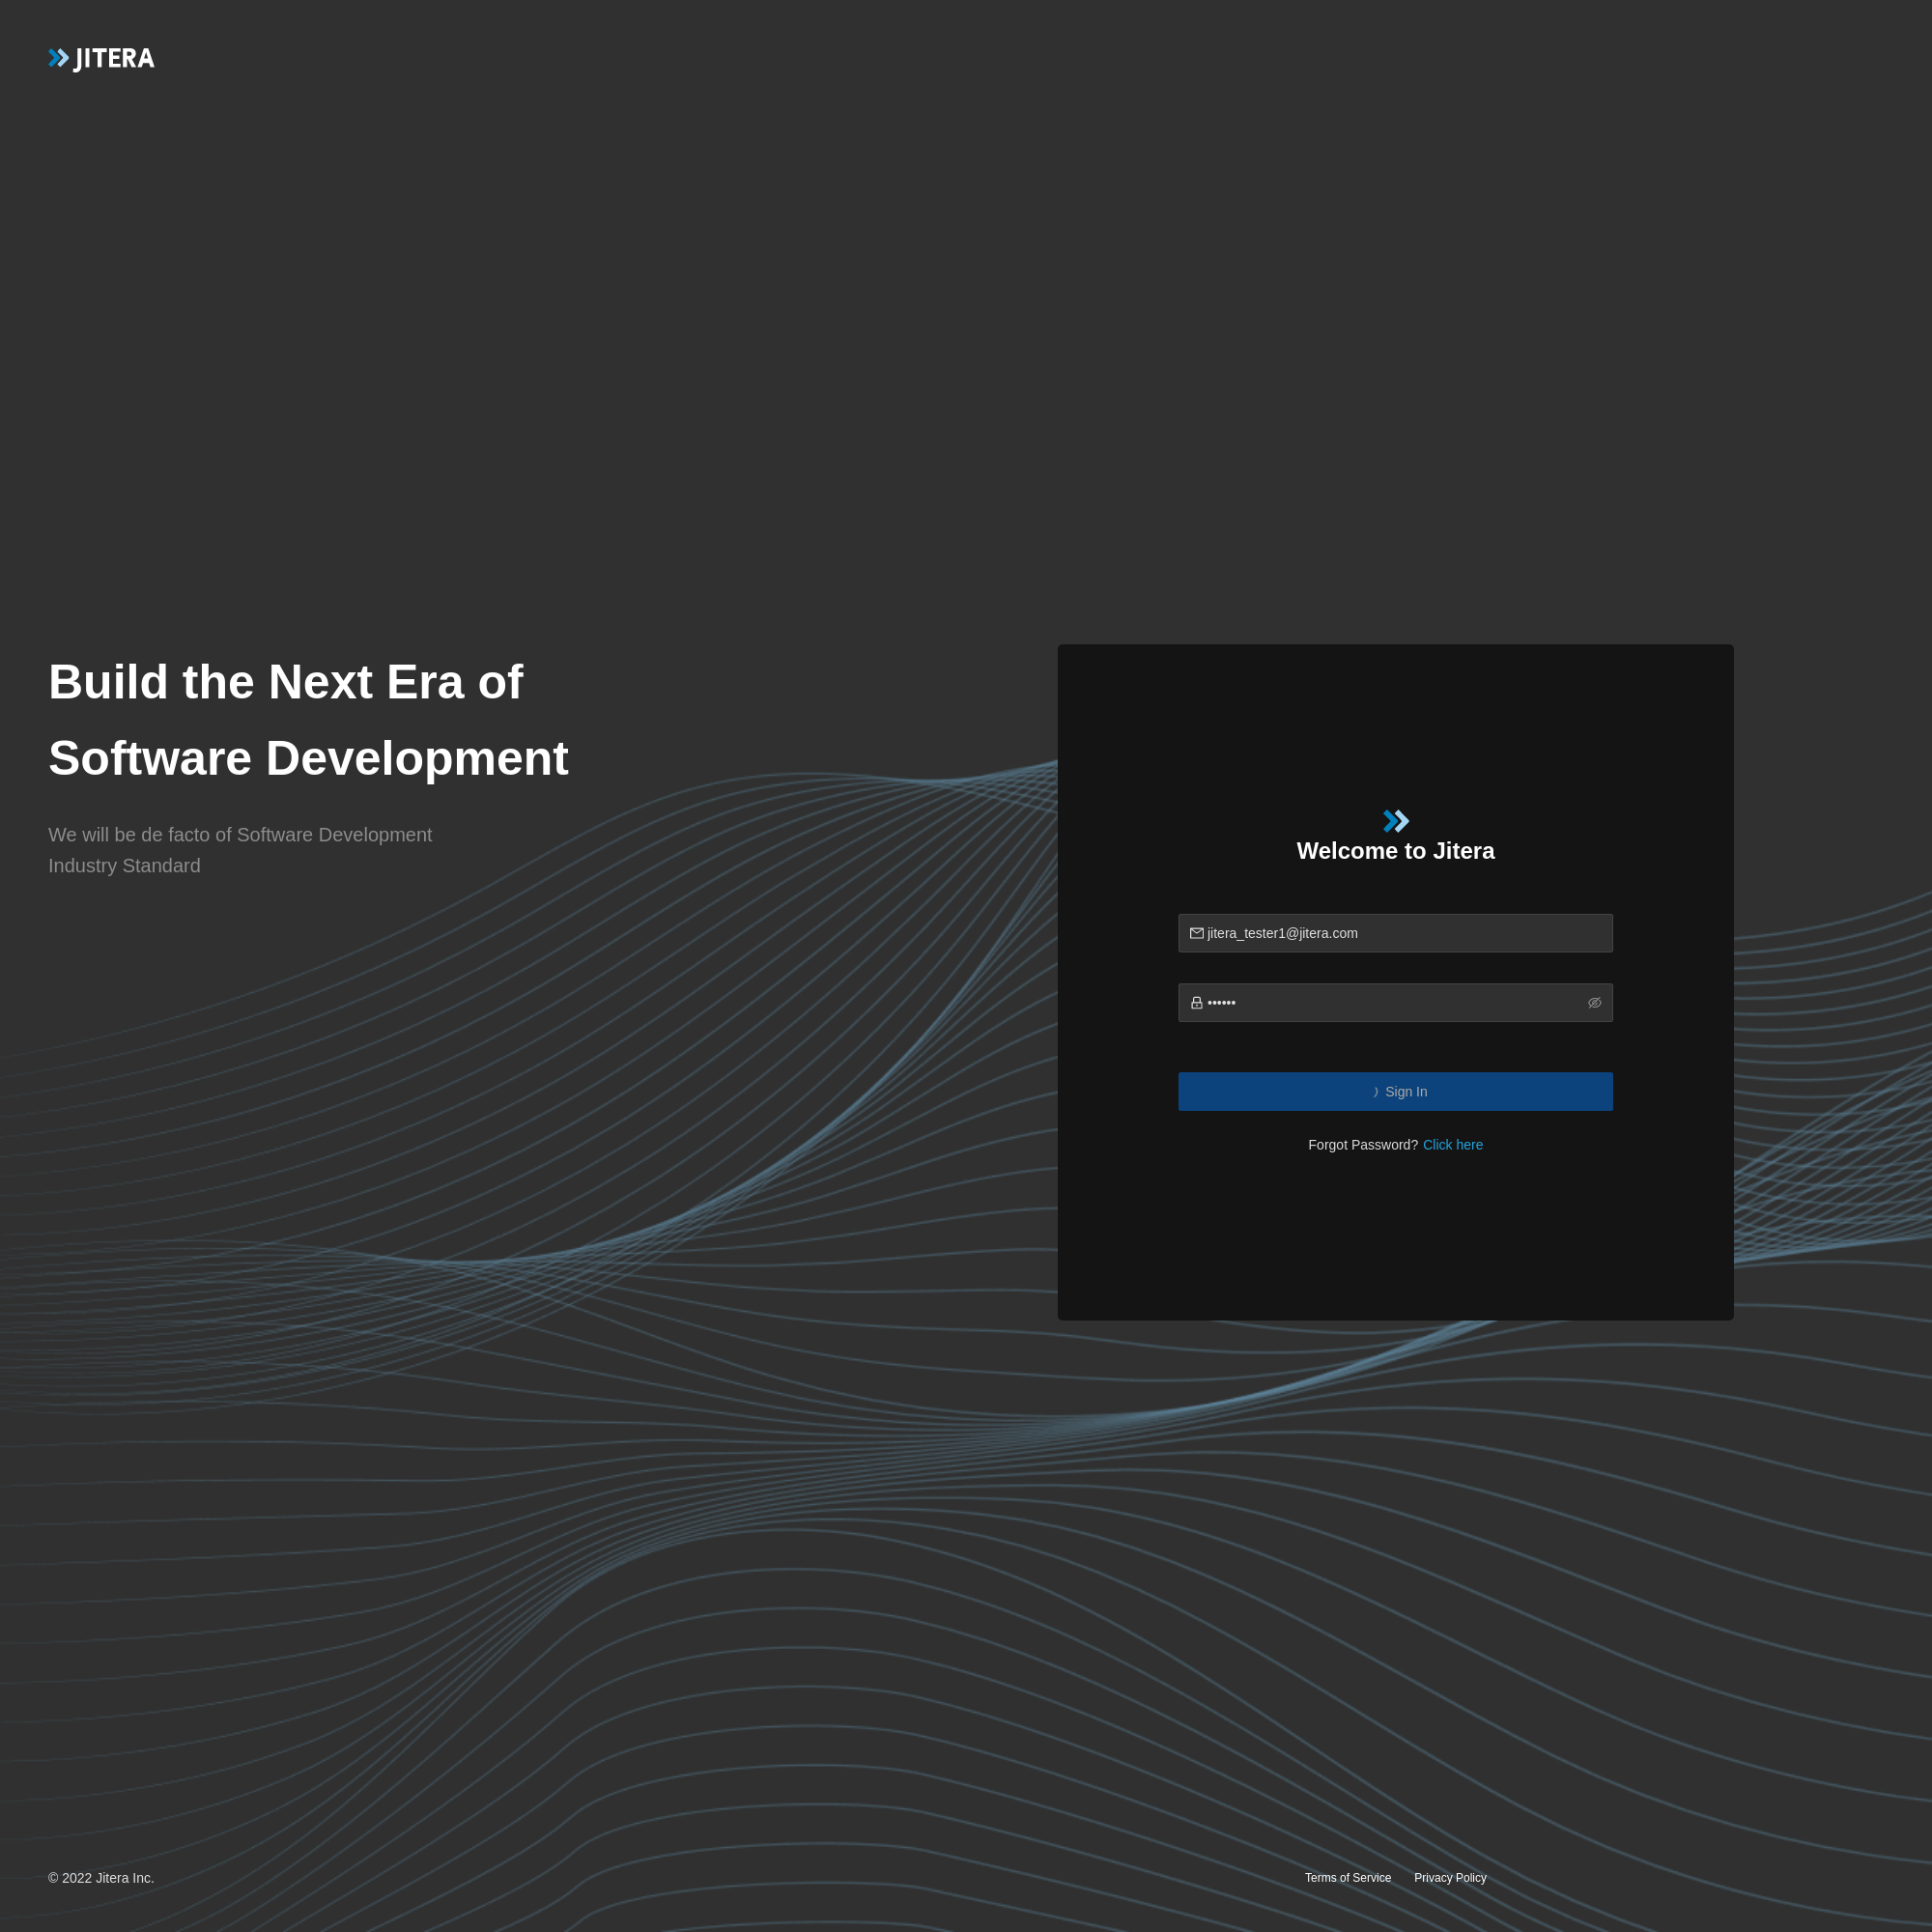 JITERA
Build the Next Era of
Software Development
We will be de facto of Software Development
Industry Standard
Welcome to Jitera
jitera_tester1@jitera.com
••••••
Sign In
Forgot Password? Click here
© 2022 Jitera Inc.
Terms of Service
Privacy Policy